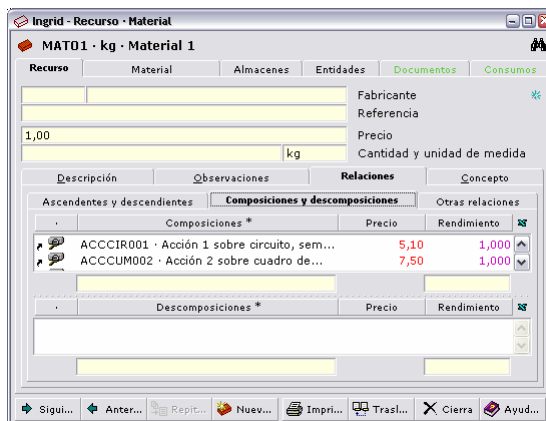 Ingrid - Recurso - Material
MAT01 · kg · Material 1
Recurso Material Almacenes Entidades Documentos Consumos
Fabricante
Referencia
1,00 Precio
kg Cantidad y unidad de medida
Descripción Observaciones Relaciones Concepto
Ascendentes y descendientes Composiciones y descomposiciones Otras relaciones
· Composiciones * Precio Rendimiento
ACCCIR001 · Acción 1 sobre circuito, sem... 5,10 1,000
ACCCUM002 · Acción 2 sobre cuadro de... 7,50 1,000
· Descomposiciones * Precio Rendimiento
Sigui... Anter... Repit... Nuev... Impri... Trasl... Cierra Ayud...